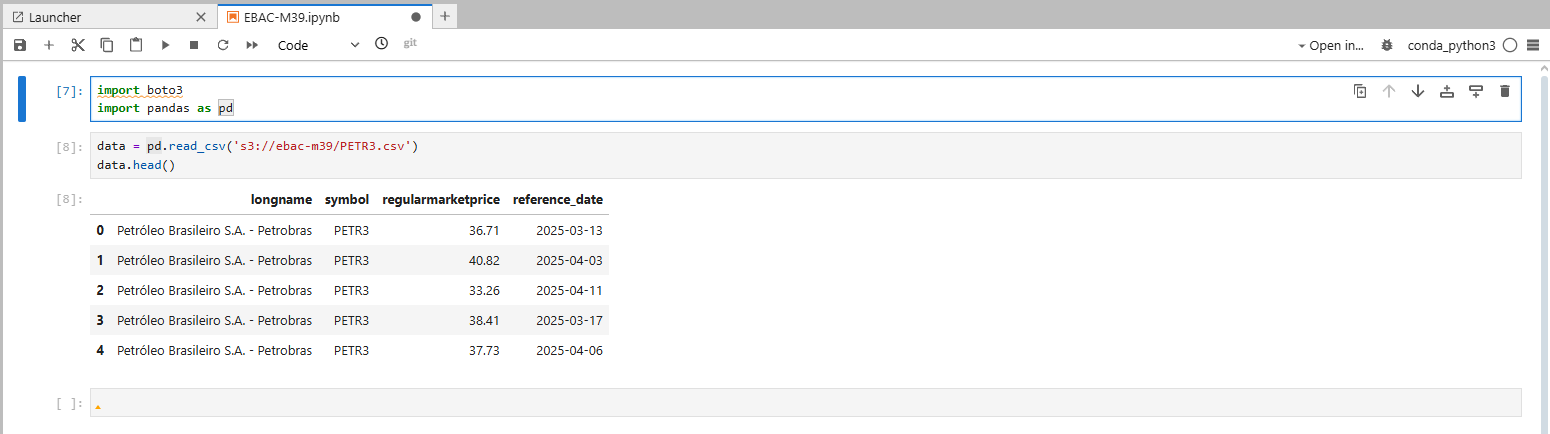 Launcher
EBAC-M39.ipynb
Code
git
Open in...
conda_python3
[7]:
import boto3
import pandas as pd
[8]:
data = pd.read_csv('s3://ebac-m39/PETR3.csv')
data.head()
[8]:
longname symbol regularmarketprice reference_date
0 Petróleo Brasileiro S.A. - Petrobras PETR3 36.71 2025-03-13
1 Petróleo Brasileiro S.A. - Petrobras PETR3 40.82 2025-04-03
2 Petróleo Brasileiro S.A. - Petrobras PETR3 33.26 2025-04-11
3 Petróleo Brasileiro S.A. - Petrobras PETR3 38.41 2025-03-17
4 Petróleo Brasileiro S.A. - Petrobras PETR3 37.73 2025-04-06
[ ]: